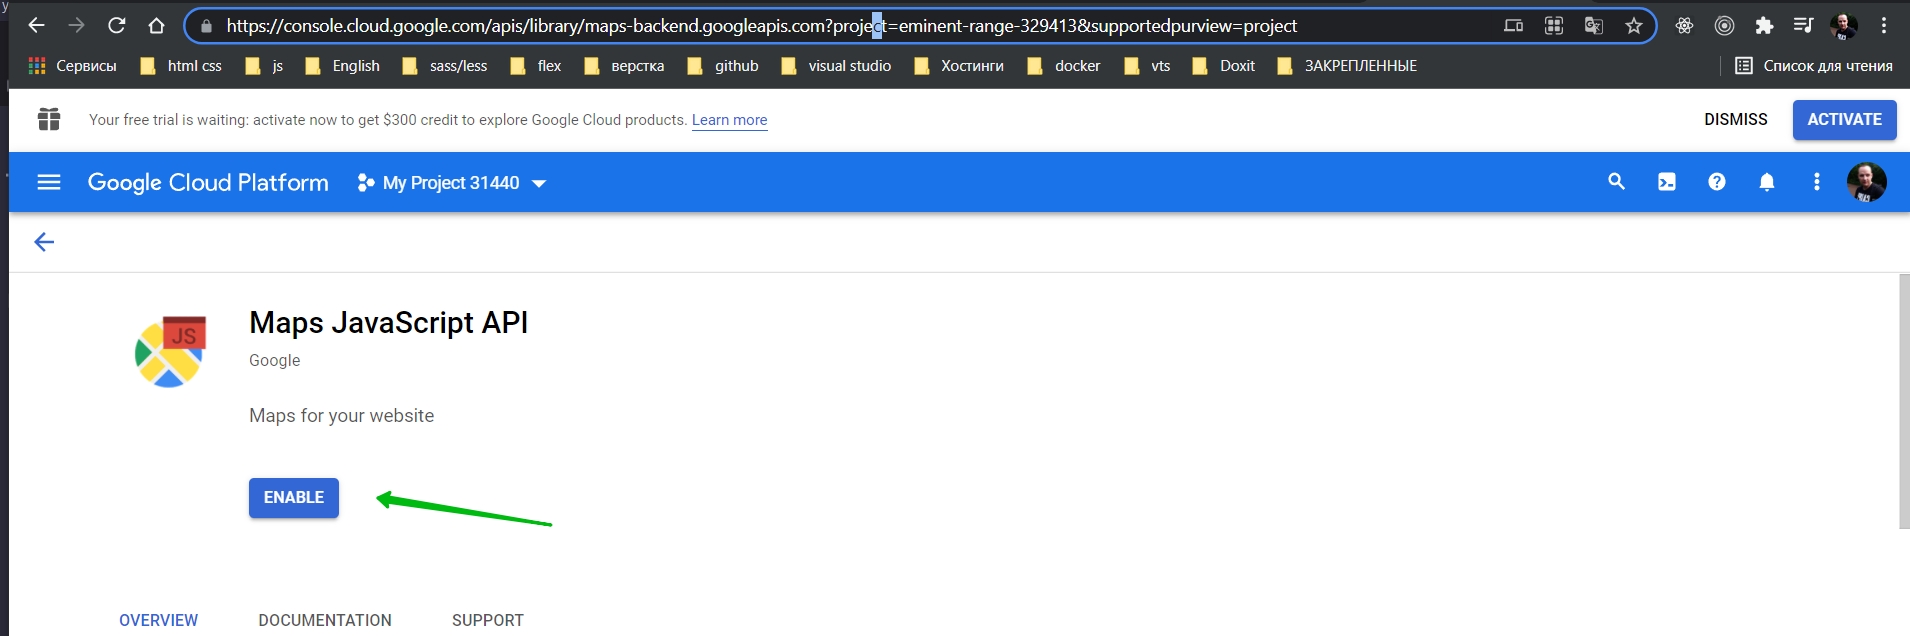 https://console.cloud.google.com/apis/library/maps-backend.googleapis.com?project=eminent-range-329413&supportedpurview=project
Сервисы html css js English sass/less flex верстка github visual studio Хостинги docker vts Doxit ЗАКРЕПЛЕННЫЕ Список для чтения
Your free trial is waiting: activate now to get $300 credit to explore Google Cloud products. Learn more DISMISS ACTIVATE
Google Cloud Platform My Project 31440
JS
Maps JavaScript API
Google
Maps for your website
ENABLE
OVERVIEW DOCUMENTATION SUPPORT